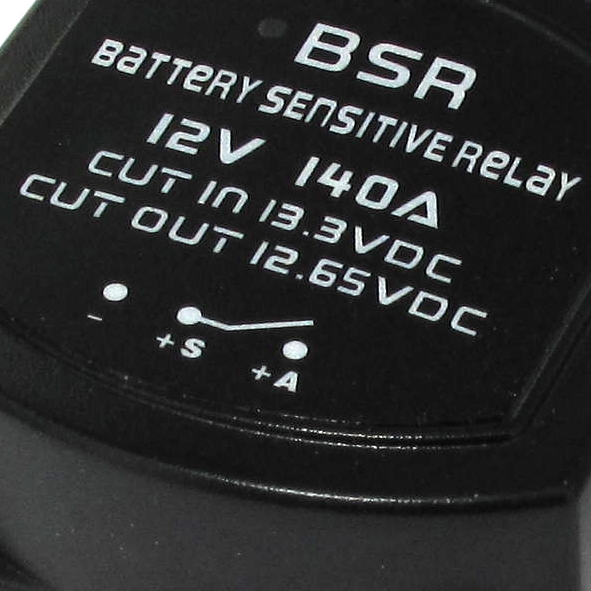 BSR
BATTERY SENSITIVE RELAY
12V 140A
CUT IN 13.3VDC
CUT OUT 12.65VDC
- +S +A